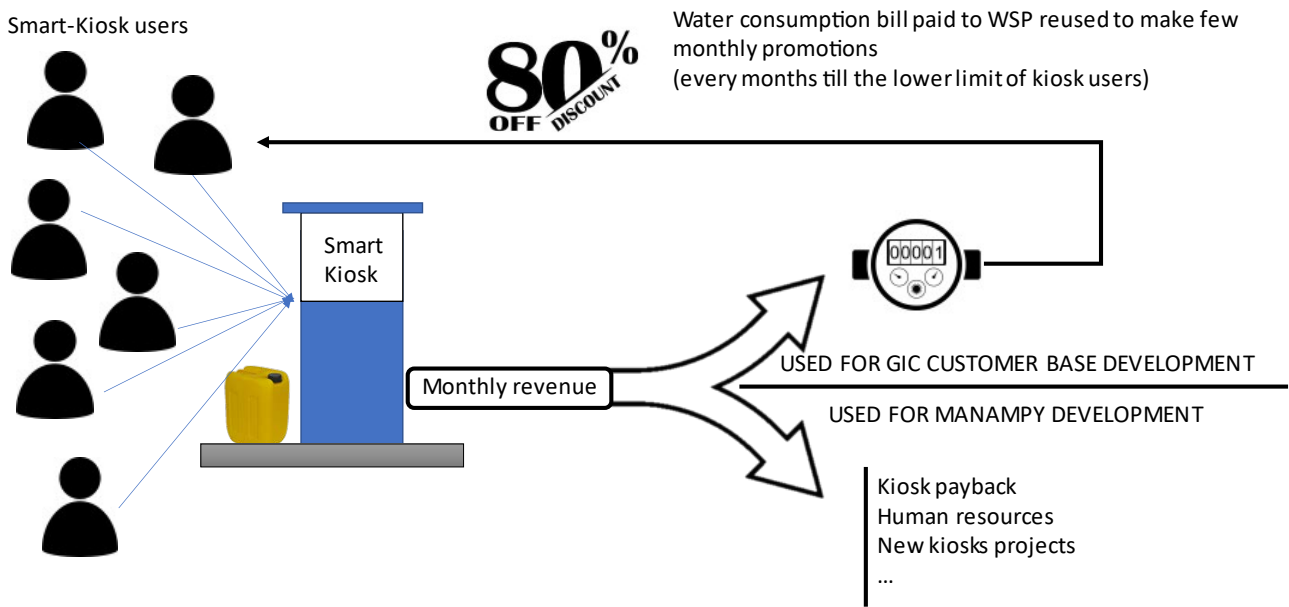 Smart-Kiosk users
80%
OFF DISCOUNT
Water consumption bill paid to WSP reused to make few
monthly promotions
(every months till the lower limit of kiosk users)
Smart
Kiosk
00001
Monthly revenue
USED FOR GIC CUSTOMER BASE DEVELOPMENT
USED FOR MANAMPY DEVELOPMENT
Kiosk payback
Human resources
New kiosks projects
...